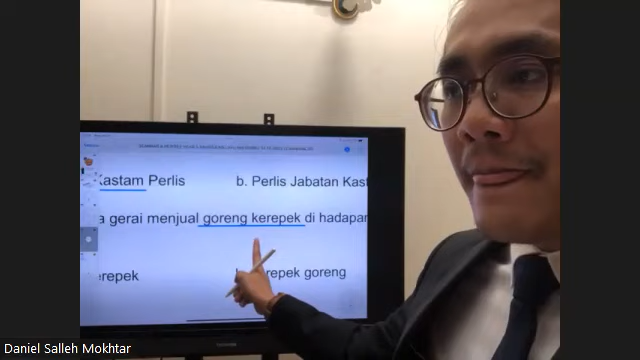 Kastam Perlis b. Perlis Jabatan Kast
a gerai menjual goreng kerepek di hadapan
erepek repek goreng
Daniel Salleh Mokhtar